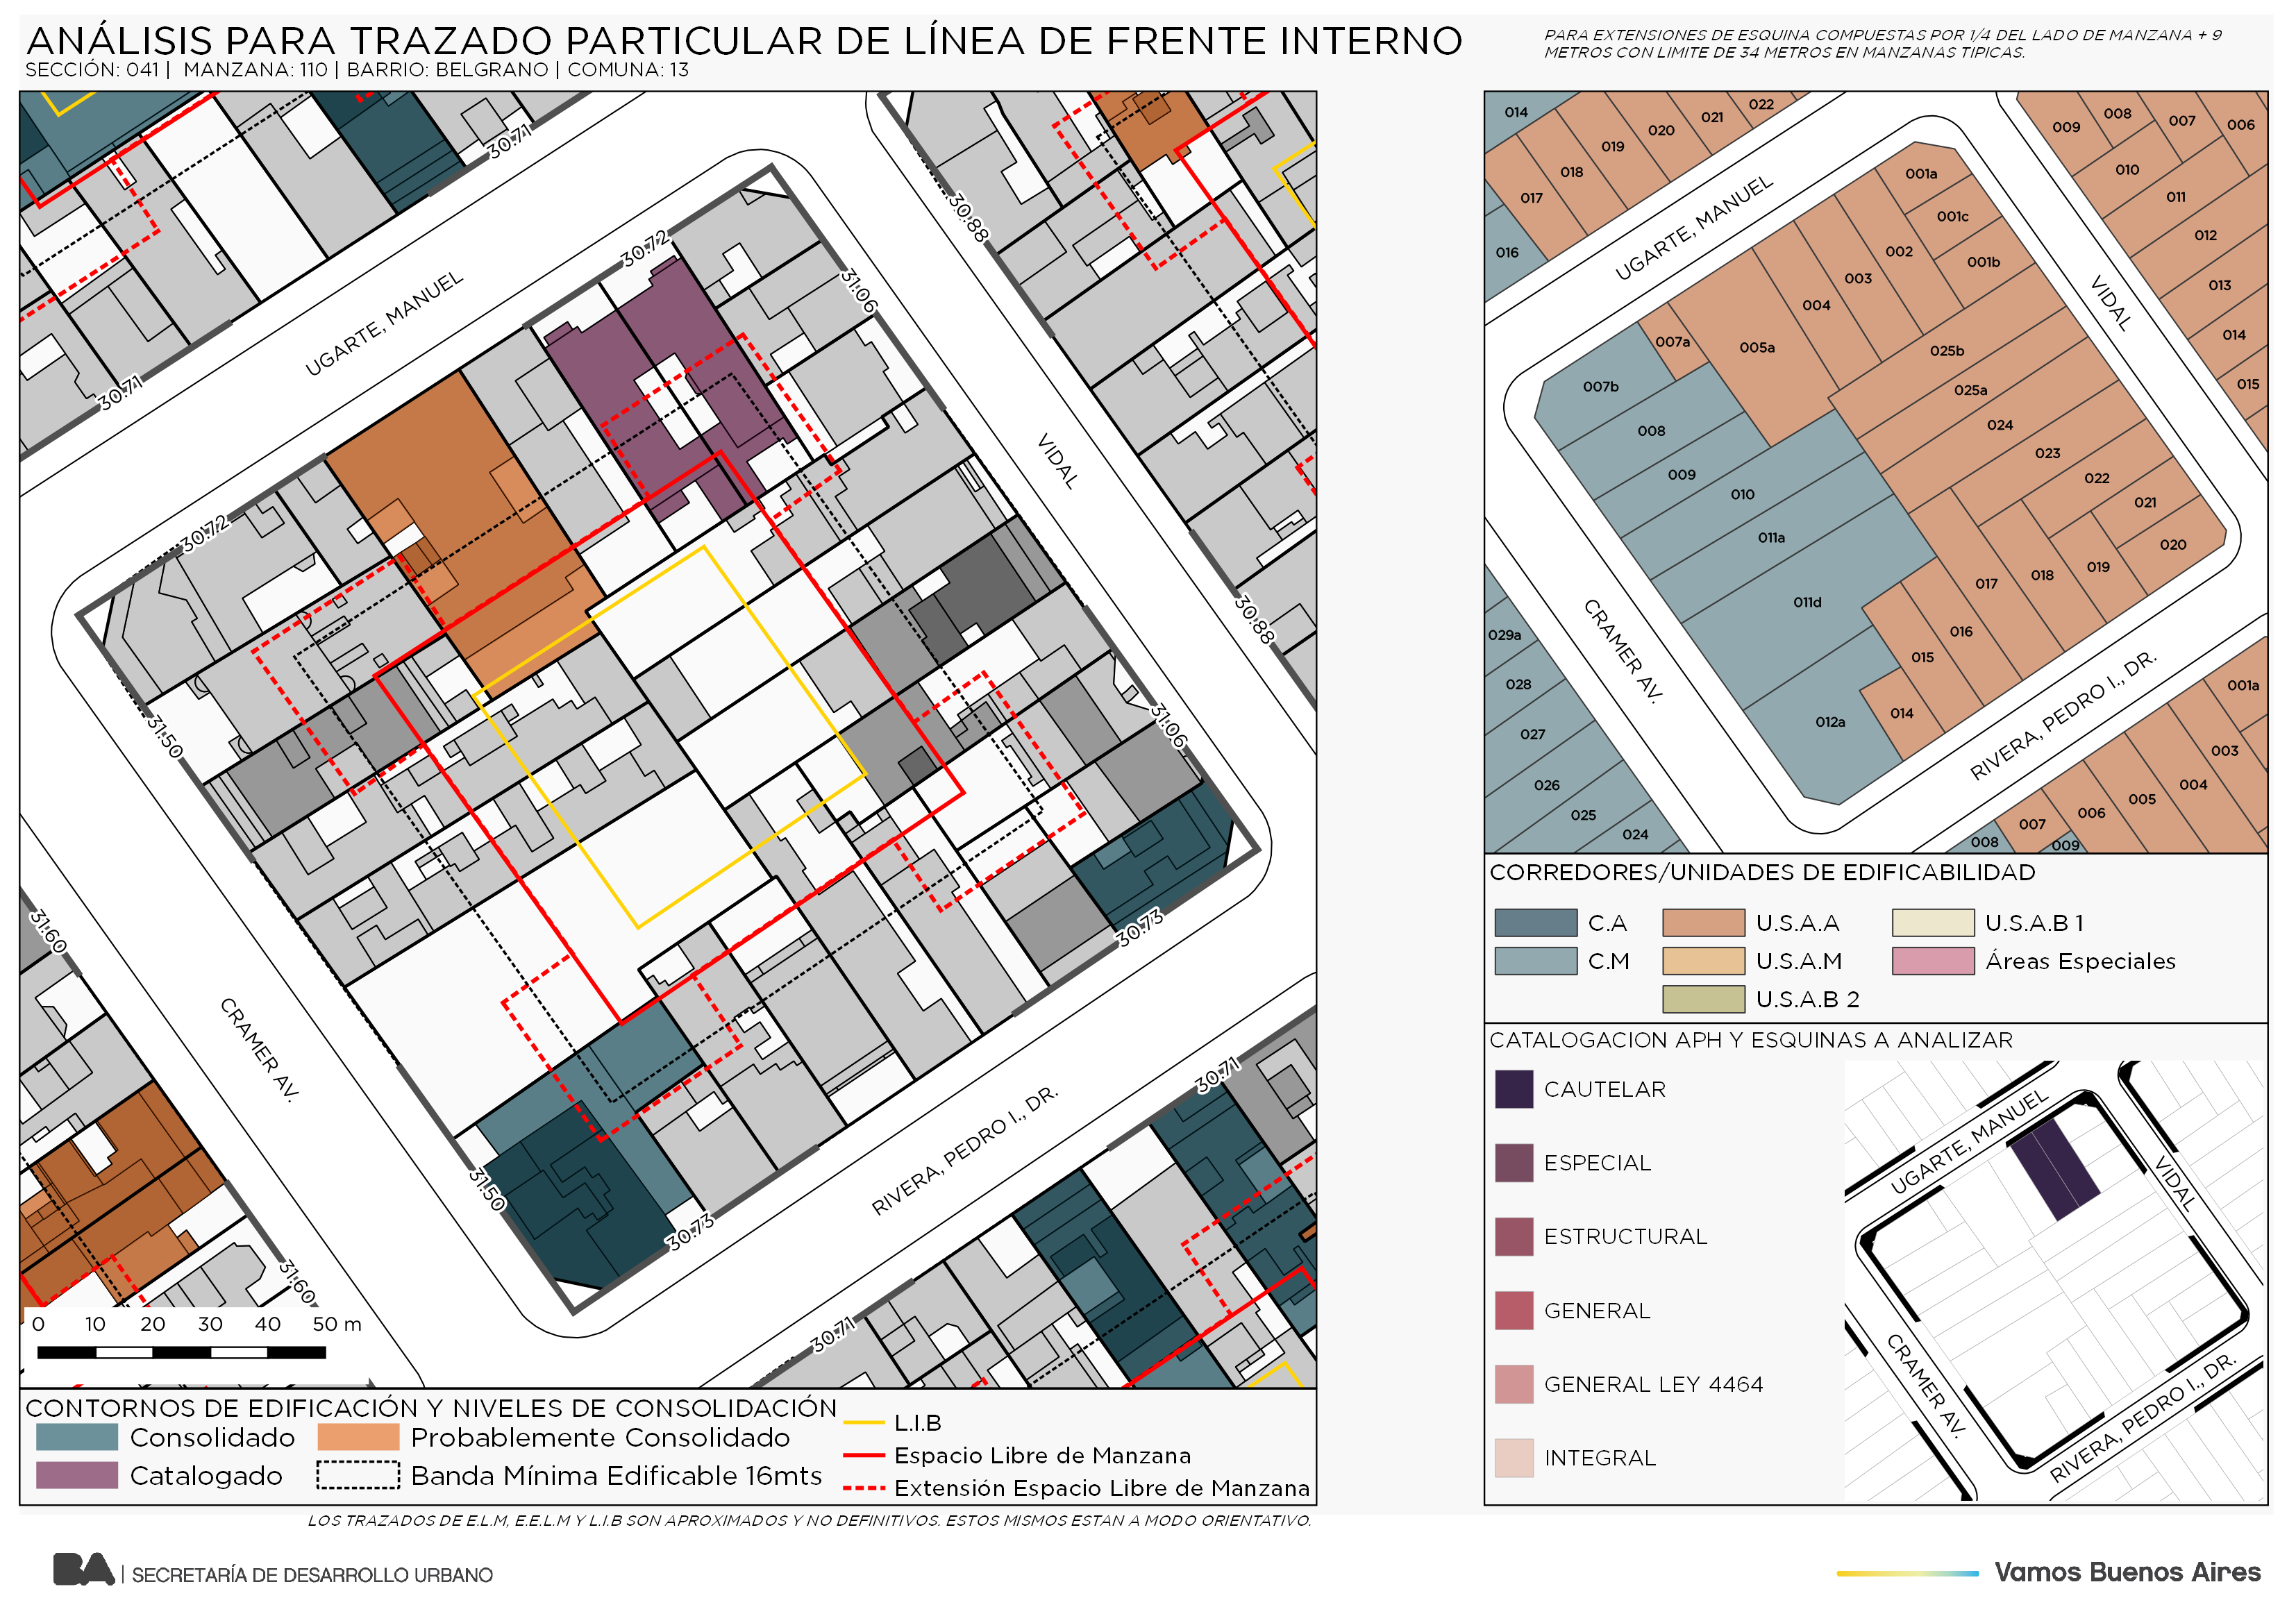 ANÁLISIS PARA TRAZADO PARTICULAR DE LÍNEA DE FRENTE INTERNO
SECCIÓN: 041 | MANZANA: 110 | BARRIO: BELGRANO | COMUNA: 13
PARA EXTENSIONES DE ESQUINA COMPUESTAS POR 1/4 DEL LADO DE MANZANA + 9
METROS CON LIMITE DE 34 METROS EN MANZANAS TIPICAS.
30.71
30.88
30.72
31.06
UGARTE, MANUEL
30.71
VIDAL
30.72
30.88
31.50
31.06
31.60
30.73
CRAMER AV.
30.71
RIVERA, PEDRO I., DR.
31.50
30.73
31.60
30.71
0 10 20 30 40 50 m
CONTORNOS DE EDIFICACIÓN Y NIVELES DE CONSOLIDACIÓN
Consolidado
Probablemente Consolidado
Catalogado
Banda Mínima Edificable 16mts
L.I.B
Espacio Libre de Manzana
Extensión Espacio Libre de Manzana
LOS TRAZADOS DE E.L.M, E.E.L.M Y L.I.B SON APROXIMADOS Y NO DEFINITIVOS. ESTOS MISMOS ESTAN A MODO ORIENTATIVO.
014
017
018
019
020
021
022
016
009
008
007
006
010
011
012
013
014
015
UGARTE, MANUEL
VIDAL
001a
001c
001b
002
003
004
005a
007a
007b
008
009
010
011a
011d
012a
025b
025a
024
023
022
021
020
019
018
017
016
015
014
CRAMER AV.
RIVERA, PEDRO I., DR.
029a
028
027
026
025
024
001a
003
004
005
006
007
008
009
CORREDORES/UNIDADES DE EDIFICABILIDAD
C.A
U.S.A.A
U.S.A.B 1
C.M
U.S.A.M
Áreas Especiales
U.S.A.B 2
CATALOGACION APH Y ESQUINAS A ANALIZAR
CAUTELAR
ESPECIAL
ESTRUCTURAL
GENERAL
GENERAL LEY 4464
INTEGRAL
UGARTE, MANUEL
VIDAL
CRAMER AV.
RIVERA, PEDRO I., DR.
BA | SECRETARÍA DE DESARROLLO URBANO
Vamos Buenos Aires